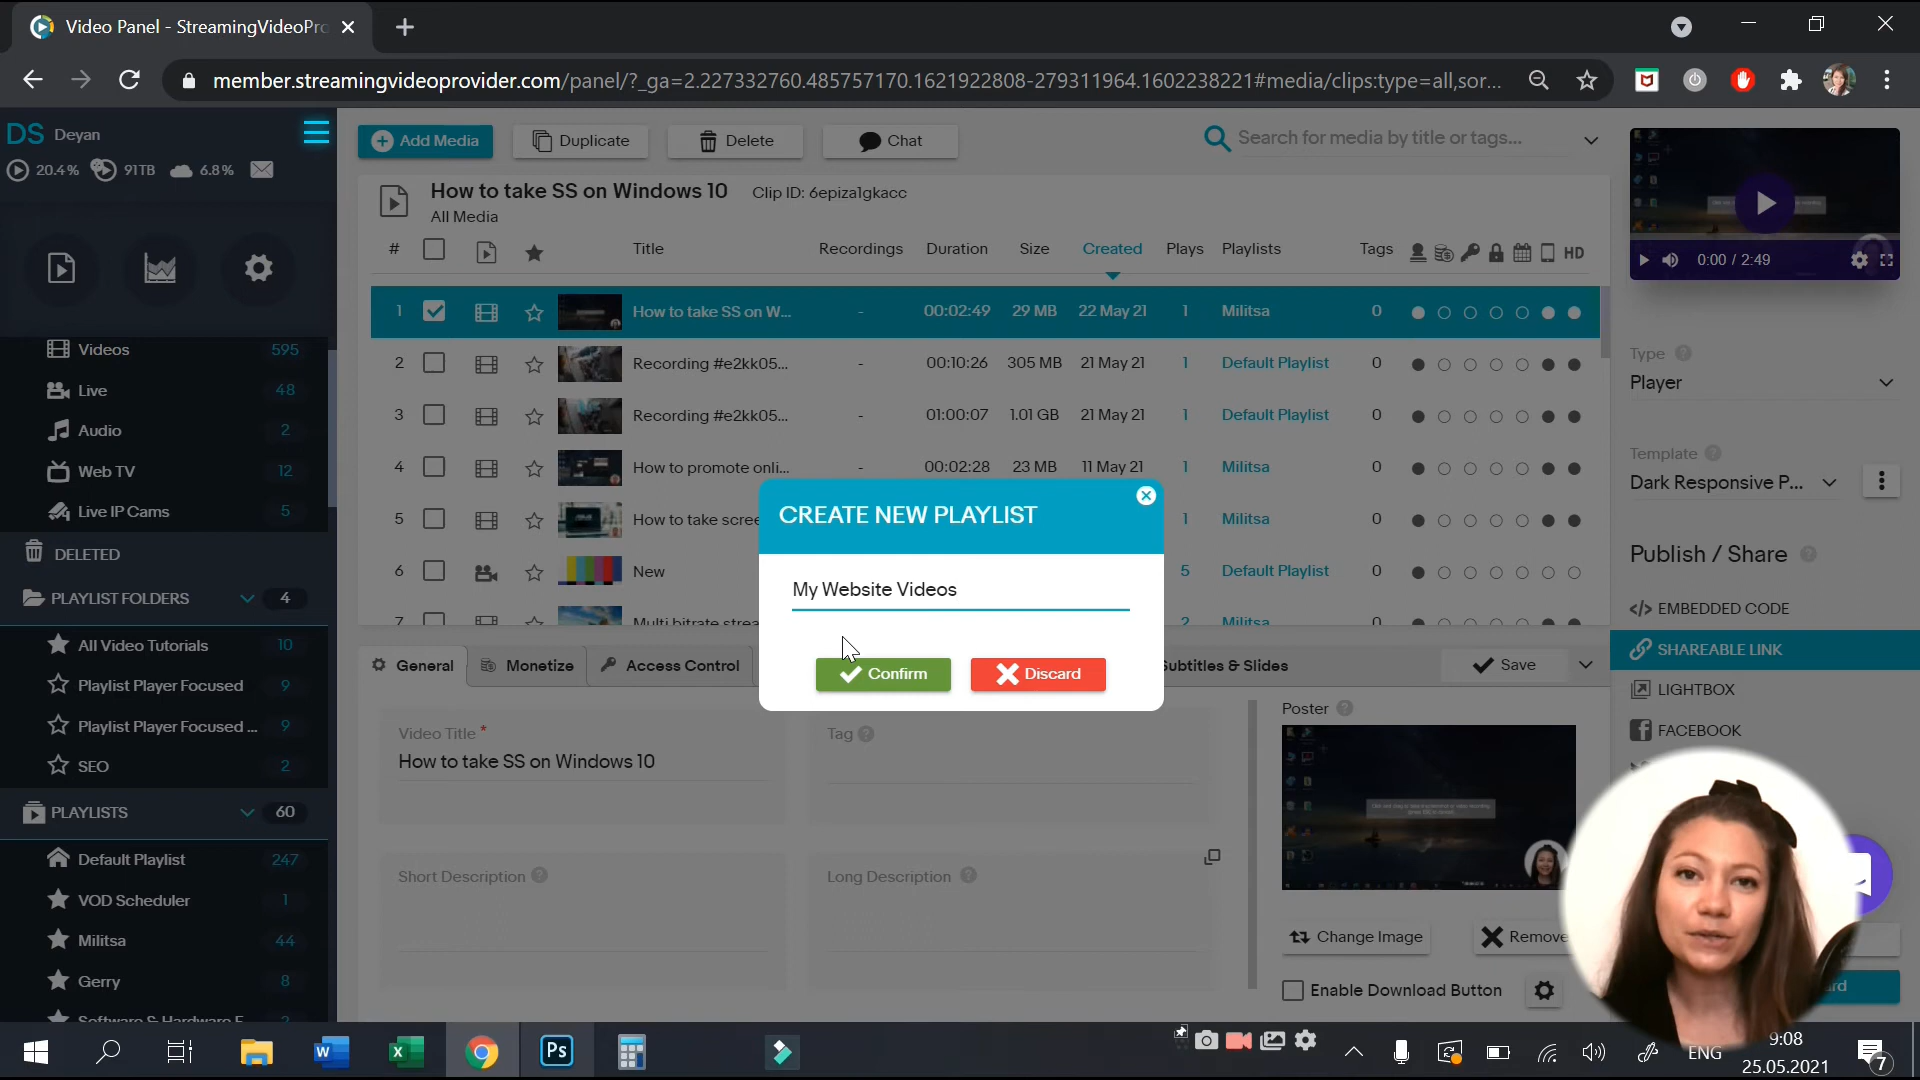 Video Panel - StreamingVideoPro
member.streamingvideoprovider.com/panel/?_ga=2.227332760.485757170.1621922808-279311964.1602238221#media/clips:type=all,sor...
DS Deyan
20.4% 91TB 6.8%
Videos 595
Live 48
Audio 2
Web TV 12
Live IP Cams 5
DELETED
PLAYLIST FOLDERS 4
All Video Tutorials 10
Playlist Player Focused 9
Playlist Player Focused ... 9
SEO 2
PLAYLISTS 60
Default Playlist 247
VOD Scheduler 1
Militsa 44
Gerry 8
Add Media Duplicate Delete Chat
Search for media by title or tags...
How to take SS on Windows 10 Clip ID: 6epiza1gkacc
All Media
# Title Recordings Duration Size Created Plays Playlists Tags HD
1 How to take SS on W... - 00:02:49 29 MB 22 May 21 1 Militsa 0
2 Recording #e2kk05... - 00:10:26 305 MB 21 May 21 1 Default Playlist 0
3 Recording #e2kk05... - 01:00:07 1.01 GB 21 May 21 1 Default Playlist 0
4 How to promote onli... - 00:02:28 23 MB 11 May 21 1 Militsa 0
5 How to take scree 1 Militsa 0
6 New 5 Default Playlist 0
7 Multi bitrate strea 2 Militsa 0
CREATE NEW PLAYLIST
My Website Videos
Confirm Discard
General Monetize Access Control Subtitles & Slides Save
Video Title *
How to take SS on Windows 10
Tag
Short Description
Long Description
Poster
Change Image Remove
Enable Download Button
0:00 / 2:49
Type
Player
Template
Dark Responsive P...
Publish / Share
</> EMBEDDED CODE
SHAREABLE LINK
LIGHTBOX
FACEBOOK
ENG
9:08
25.05.2021
7